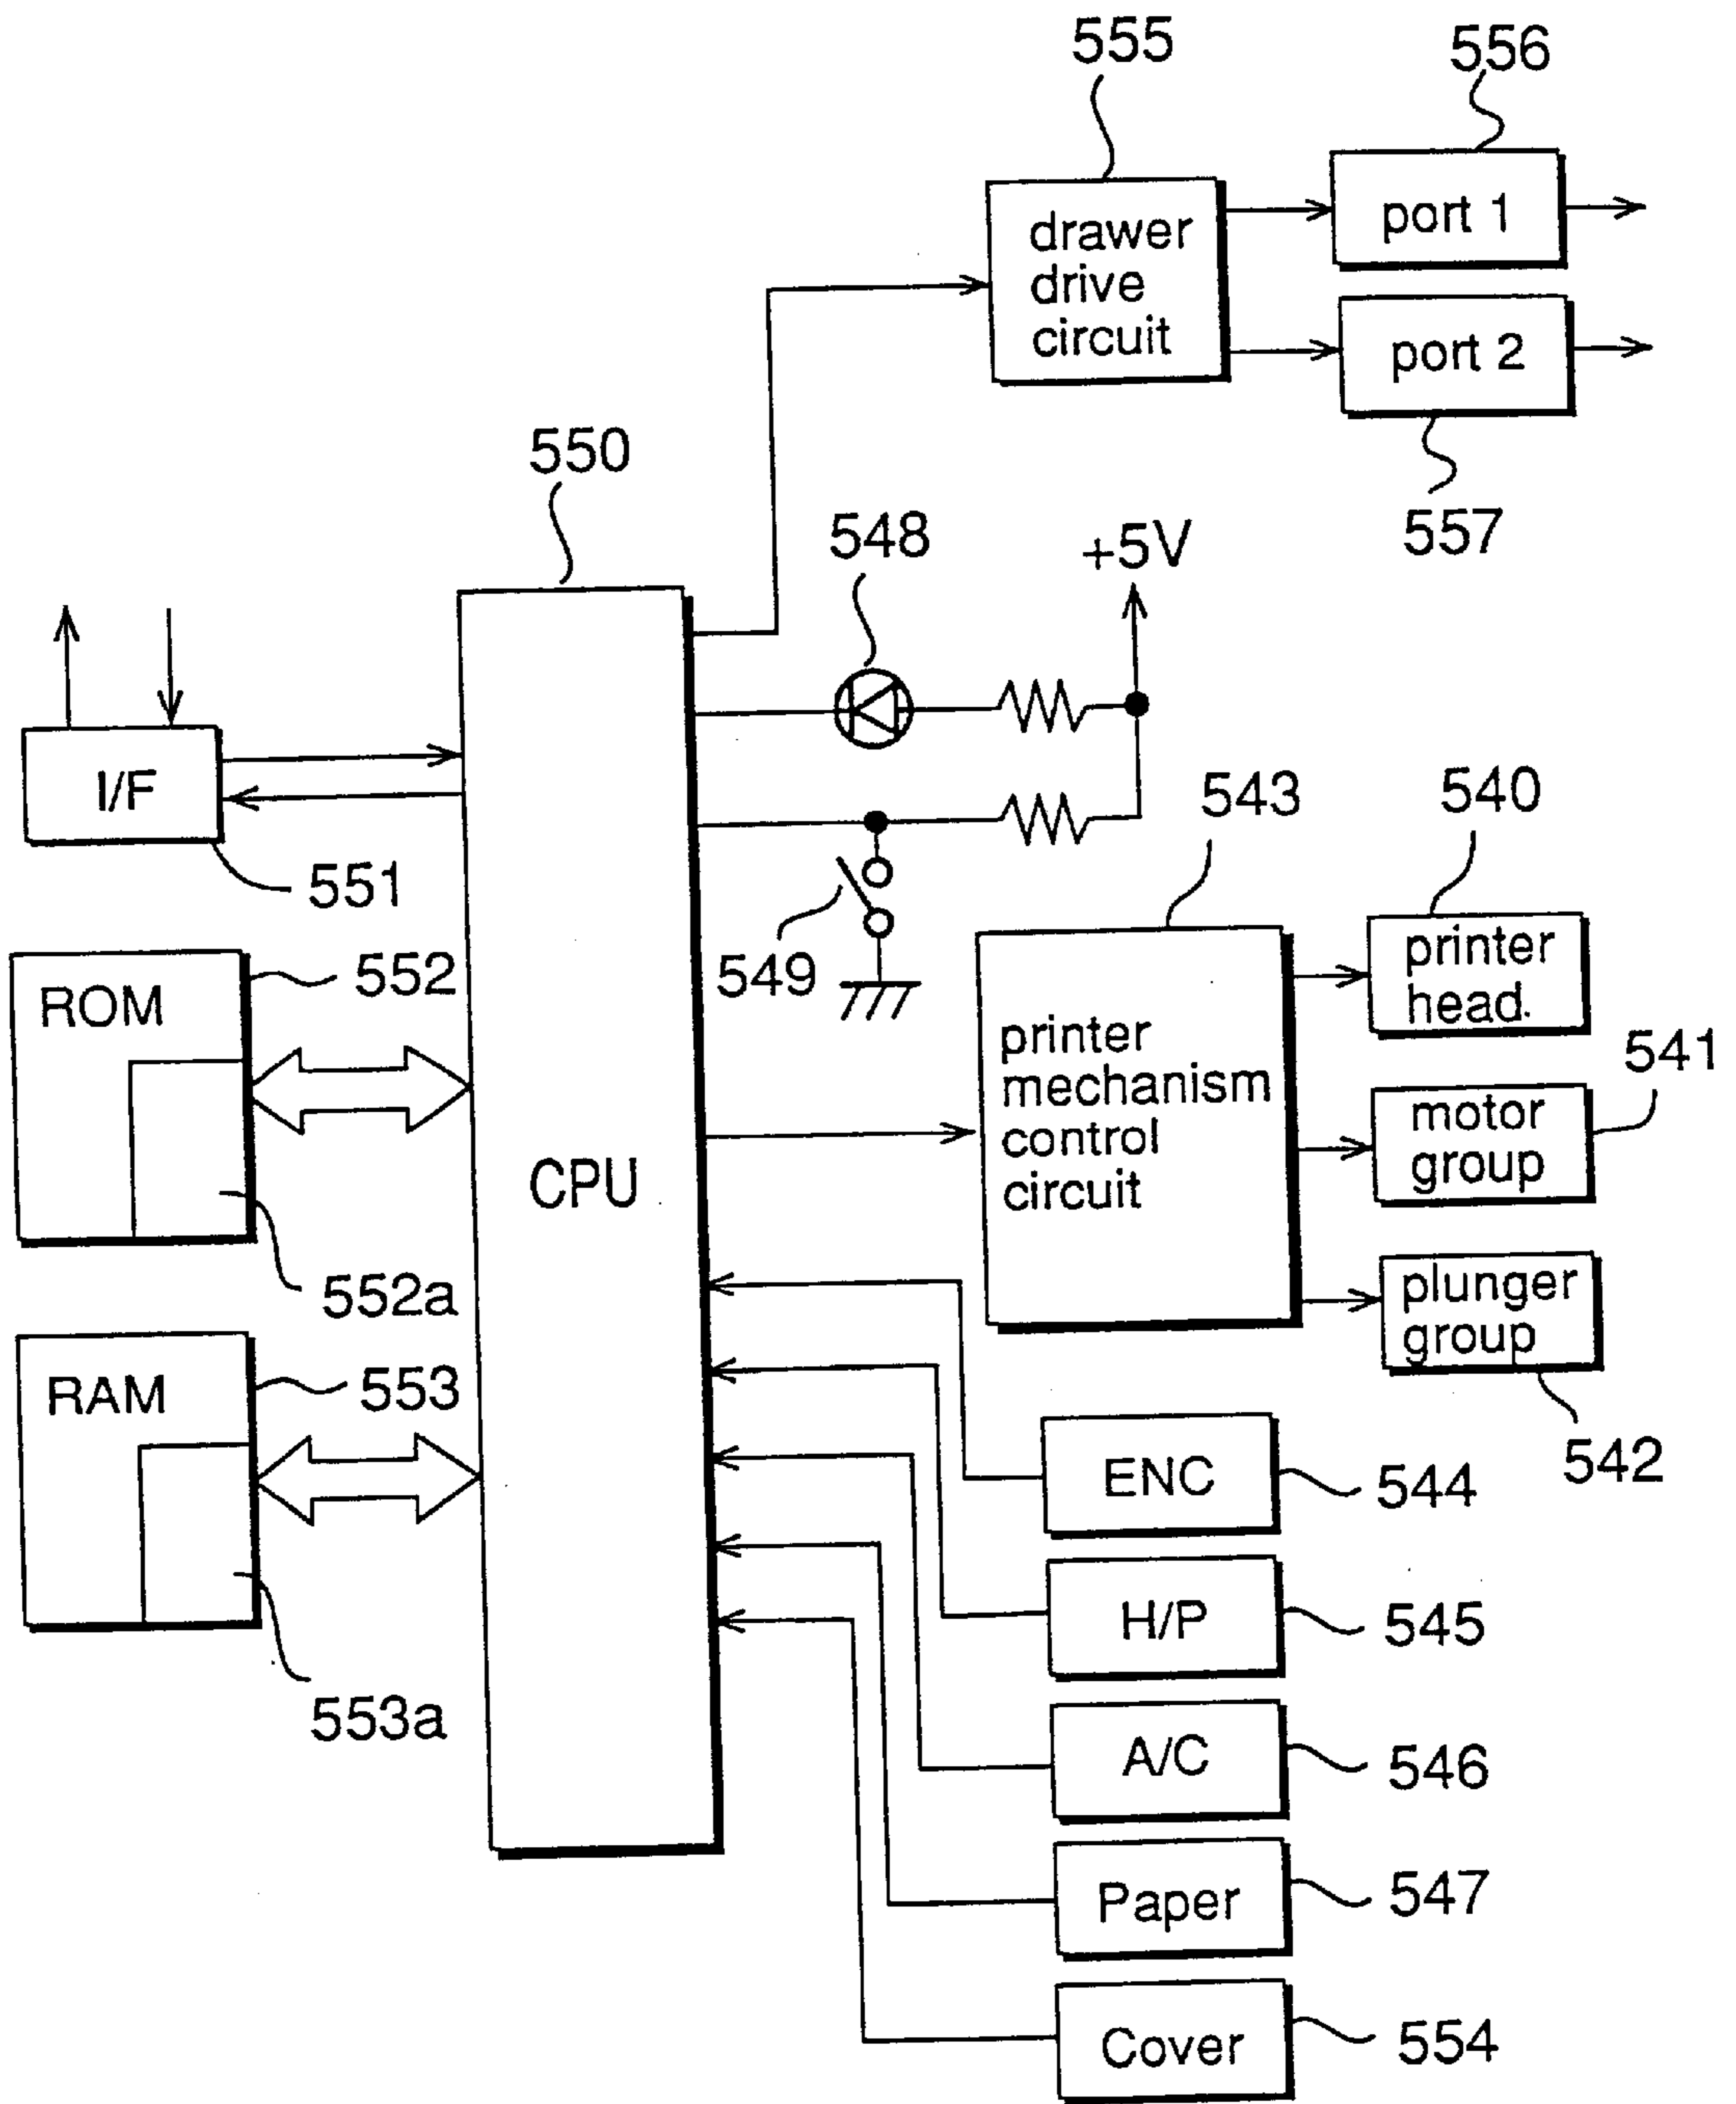 555
556
drawer
drive
circuit
port 1
port 2
557
550
548
+5V
I/F
551
549
543
540
printer
head.
552
ROM
552a
541
motor
group
printer
mechanism
control
circuit
CPU
plunger
group
542
RAM
553
553a
ENC
544
H/P
545
A/C
546
Paper
547
Cover
554